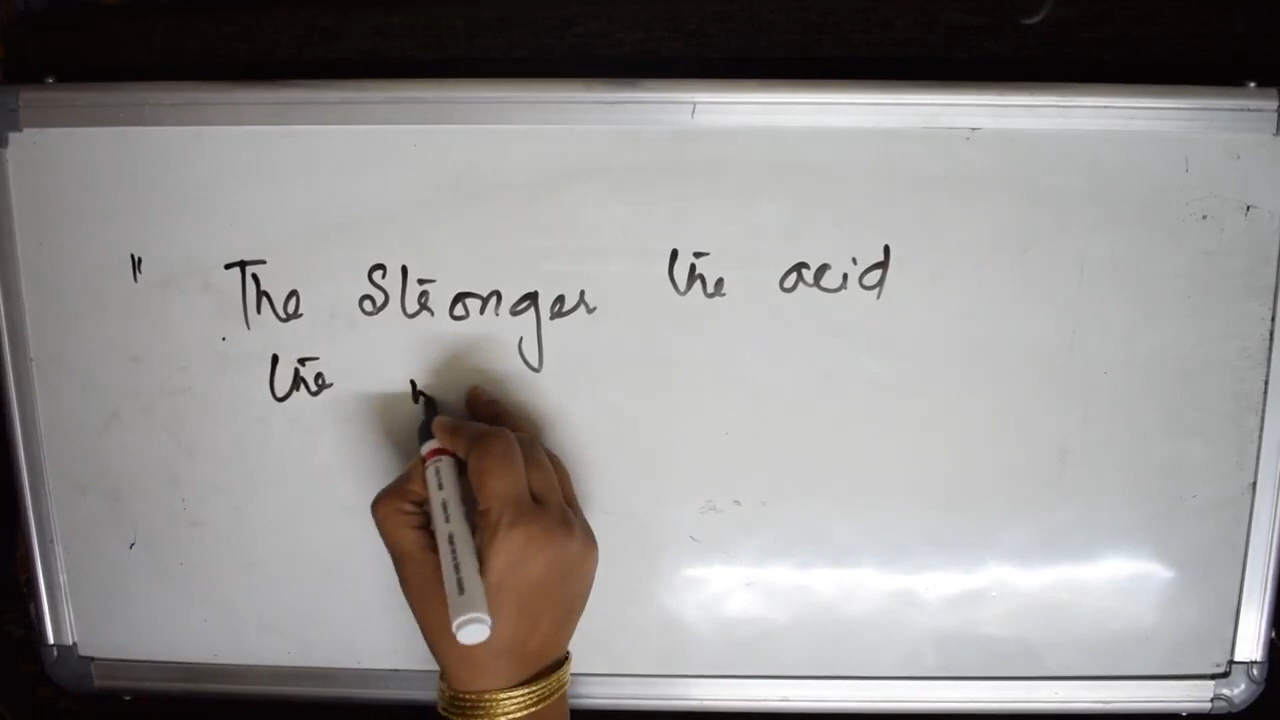 " The Stronger the acid
the